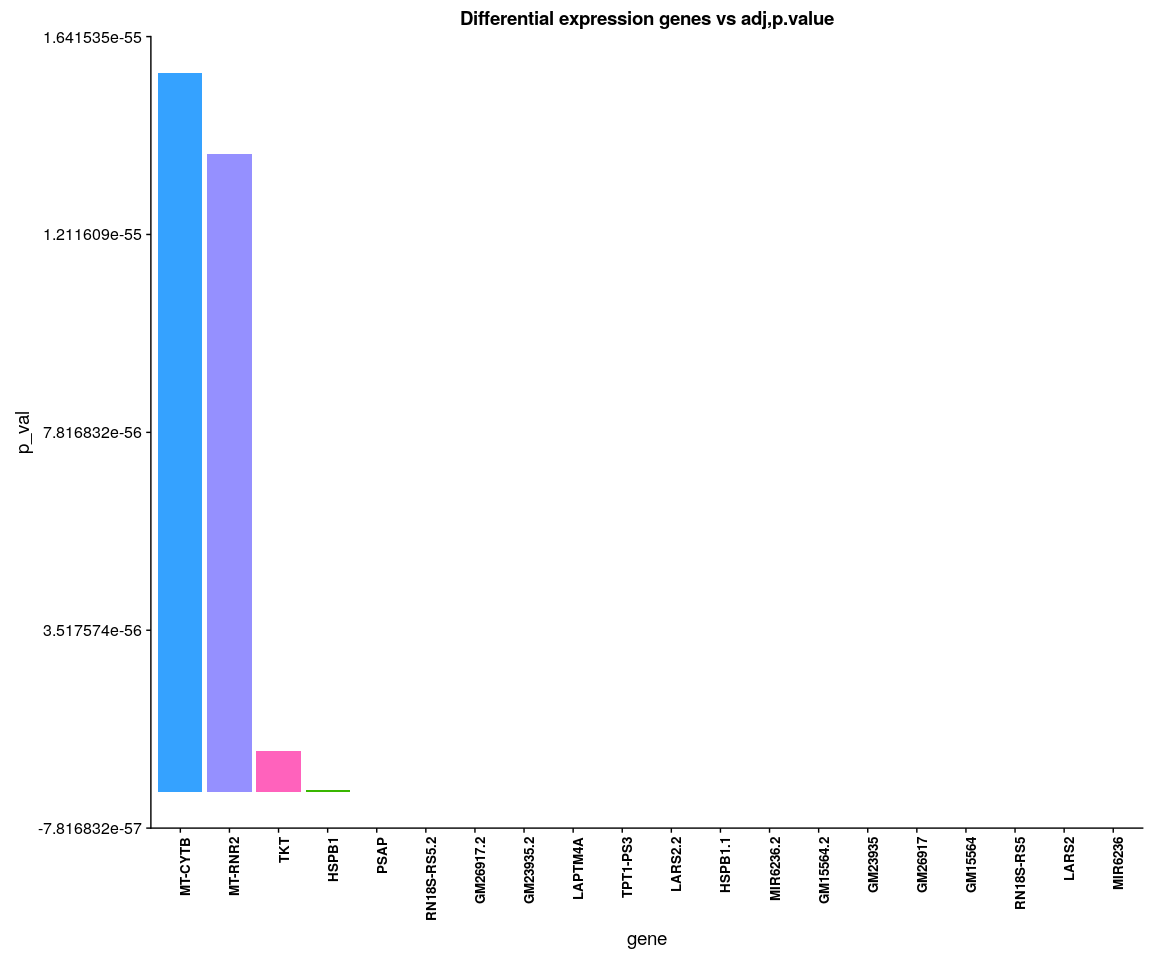 Differential expression genes vs adj,p.value
1.641535e-55
1.211609e-55
7.816832e-56
3.517574e-56
-7.816832e-57
p_val
MT-CYTB
MT-RNR2
TKT
HSPB1
PSAP
RN18S-RS5.2
GM26917.2
GM23935.2
LAPTM4A
TPT1-PS3
LARS2.2
HSPB1.1
MIR6236.2
GM15564.2
GM23935
GM26917
GM15564
RN18S-RS5
LARS2
MIR6236
gene